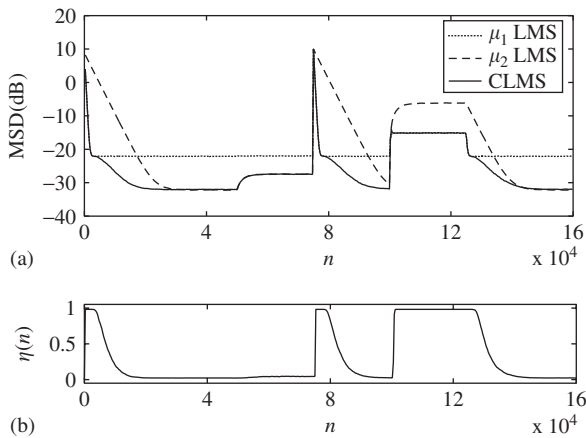 20
10
0
−10
−20
−30
−40
MSD(dB)
μ1 LMS
μ2 LMS
CLMS
0 4 8 12 16
(a) n x 10^4
1
0.5
0
η(n)
0 4 8 12 16
(b) n x 10^4